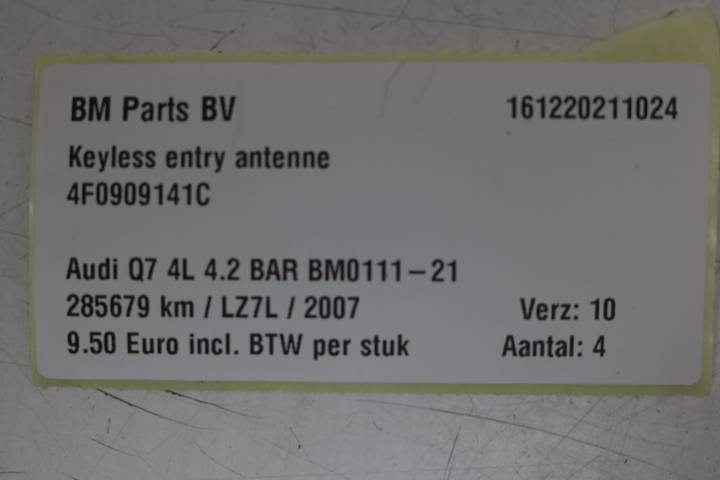 BM Parts BV 161220211024
Keyless entry antenne
4F0909141C
Audi Q7 4L 4.2 BAR BM0111-21
285679 km / LZ7L / 2007 Verz: 10
9.50 Euro incl. BTW per stuk Aantal: 4